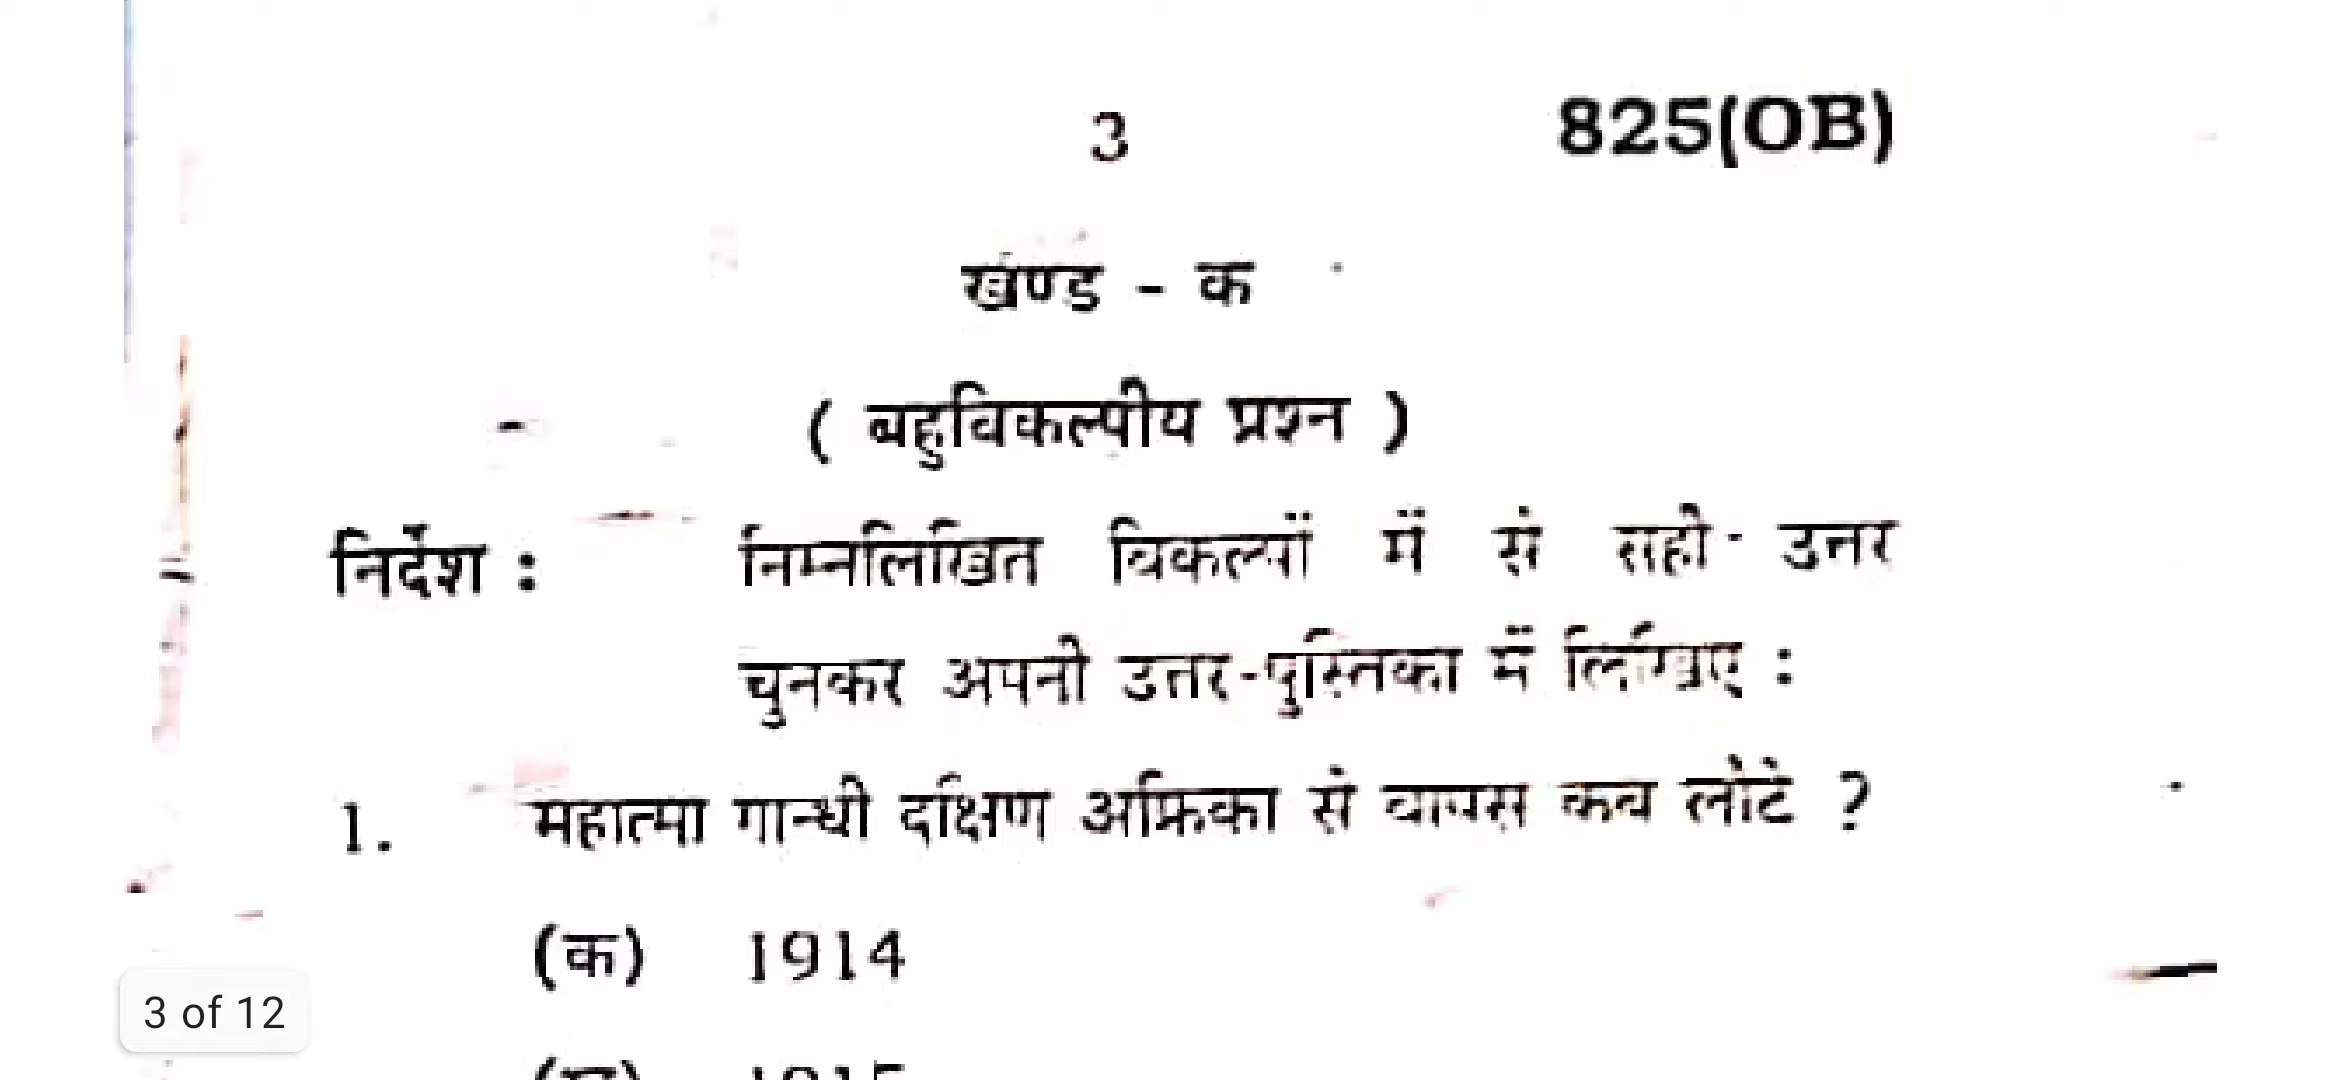 3
825(OB)
खण्ड - क
( बहुविकल्पीय प्रश्न )
निर्देश :
निम्नलिखित विकल्पों में से सही उत्तर
चुनकर अपनी उत्तर-पुस्तिका में लिखिए :
1. महात्मा गान्धी दक्षिण अफ्रिका से वापस कब लौटे ?
(क) 1914
3 of 12